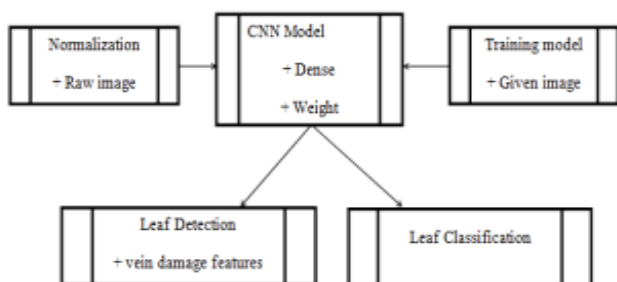 Normalization
+ Raw image
CNN Model
+ Dense
+ Weight
Training model
+ Given image
Leaf Detection
+ vein damage features
Leaf Classification